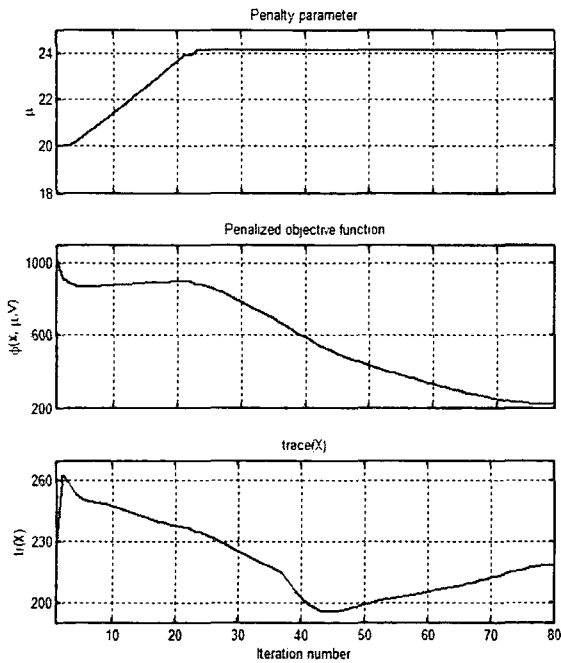 Penalty parameter
24
22
20
18
μ
Penalized objective function
1000
600
200
ϕ(x, μ,V)
trace(X)
260
230
200
tr(X)
10 20 30 40 50 60 70 80
Iteration number